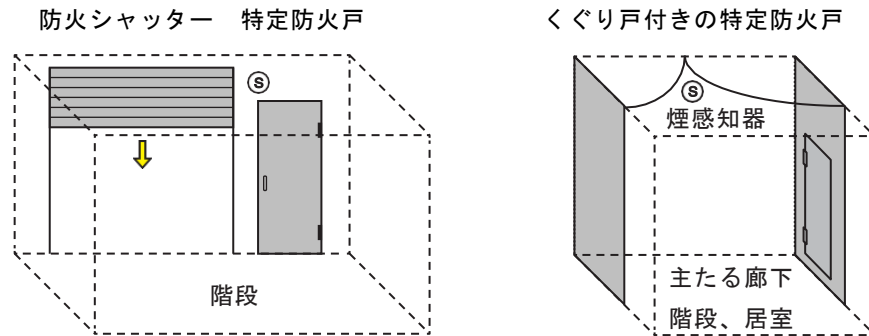 防火シャッター 特定防火戸
S
階段
くぐり戸付きの特定防火戸
S
煙感知器
主たる廊下
階段、居室